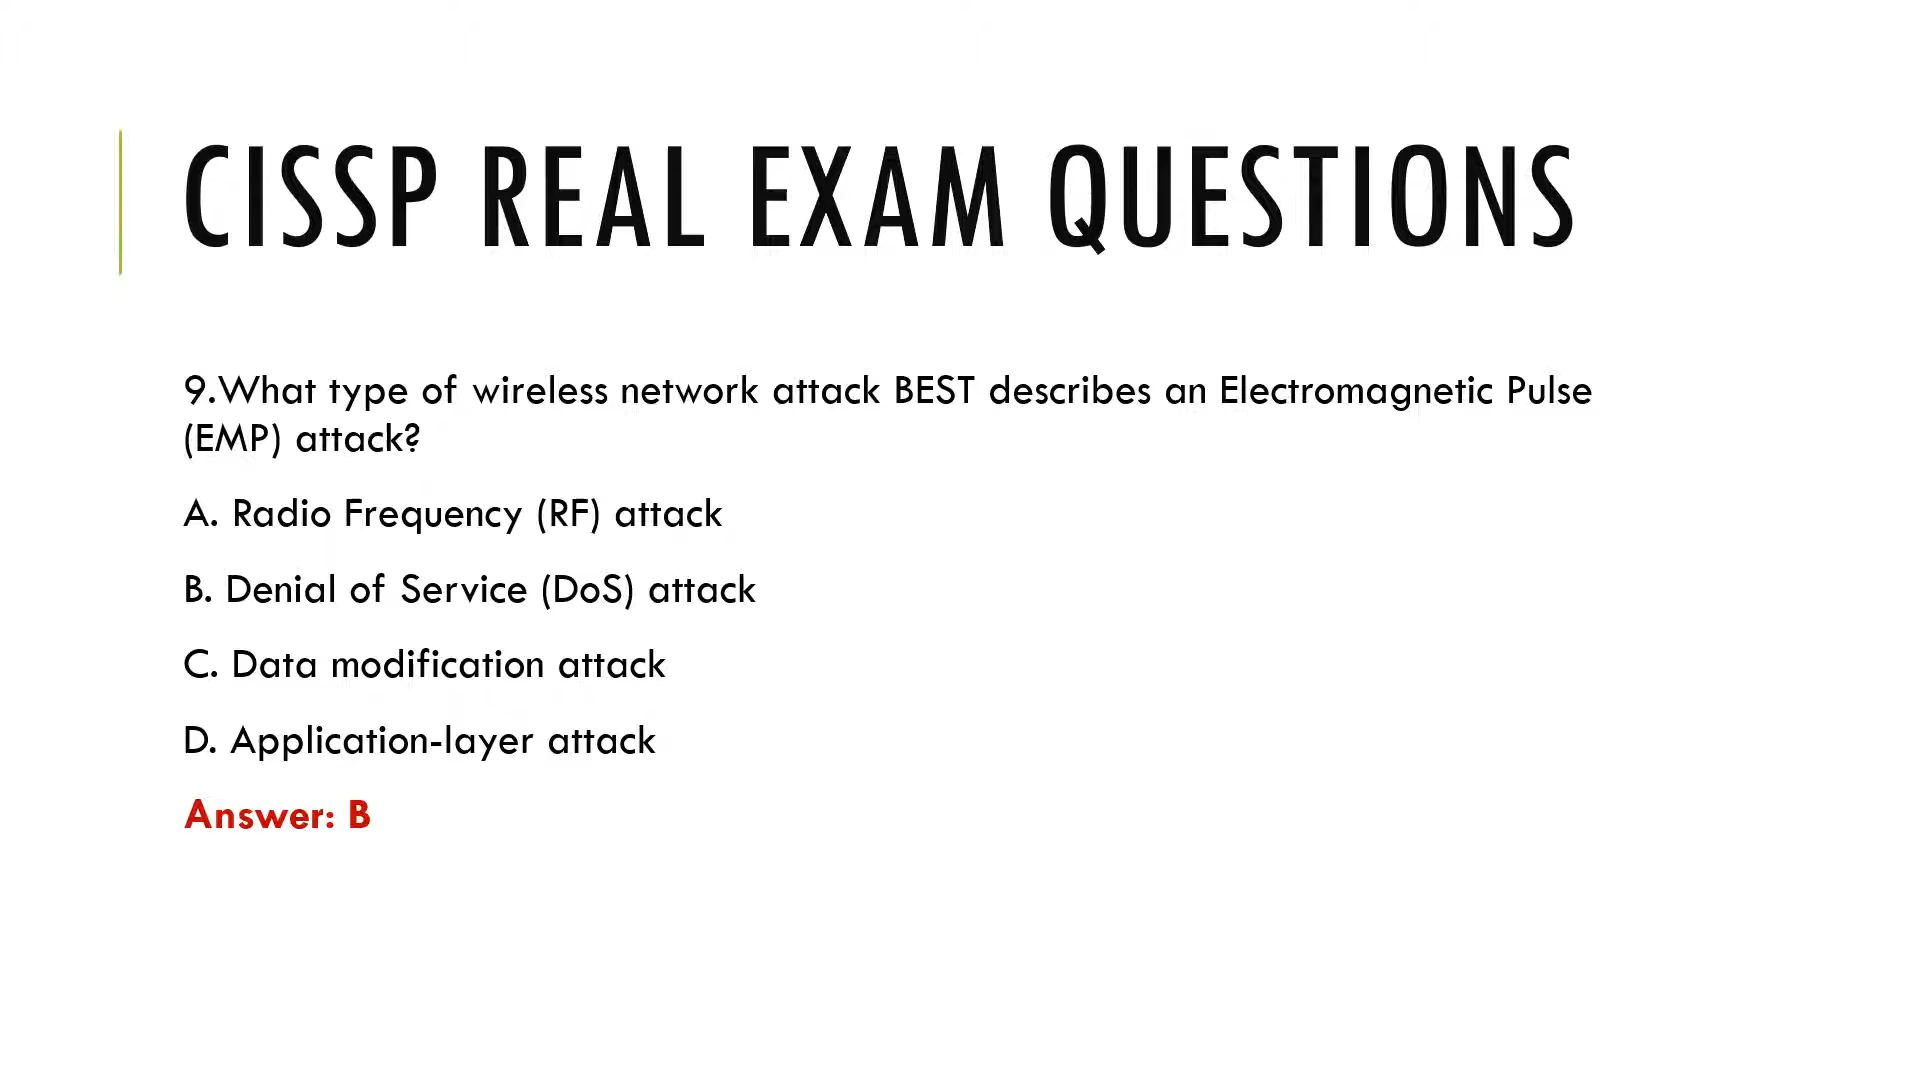 CISSP REAL EXAM QUESTIONS
9.What type of wireless network attack BEST describes an Electromagnetic Pulse
(EMP) attack?
A. Radio Frequency (RF) attack
B. Denial of Service (DoS) attack
C. Data modification attack
D. Application-layer attack
Answer: B